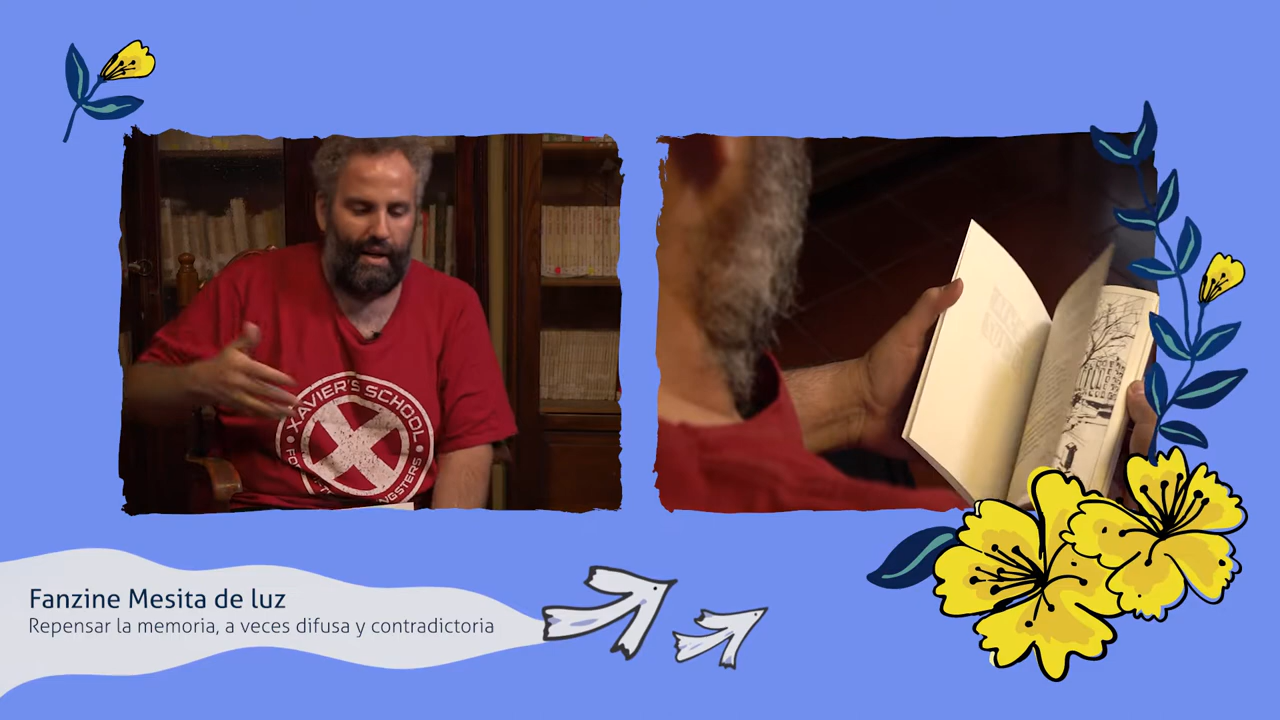 XAVIER'S SCHOOL
Fanzine Mesita de luz
Repensar la memoria, a veces difusa y contradictoria